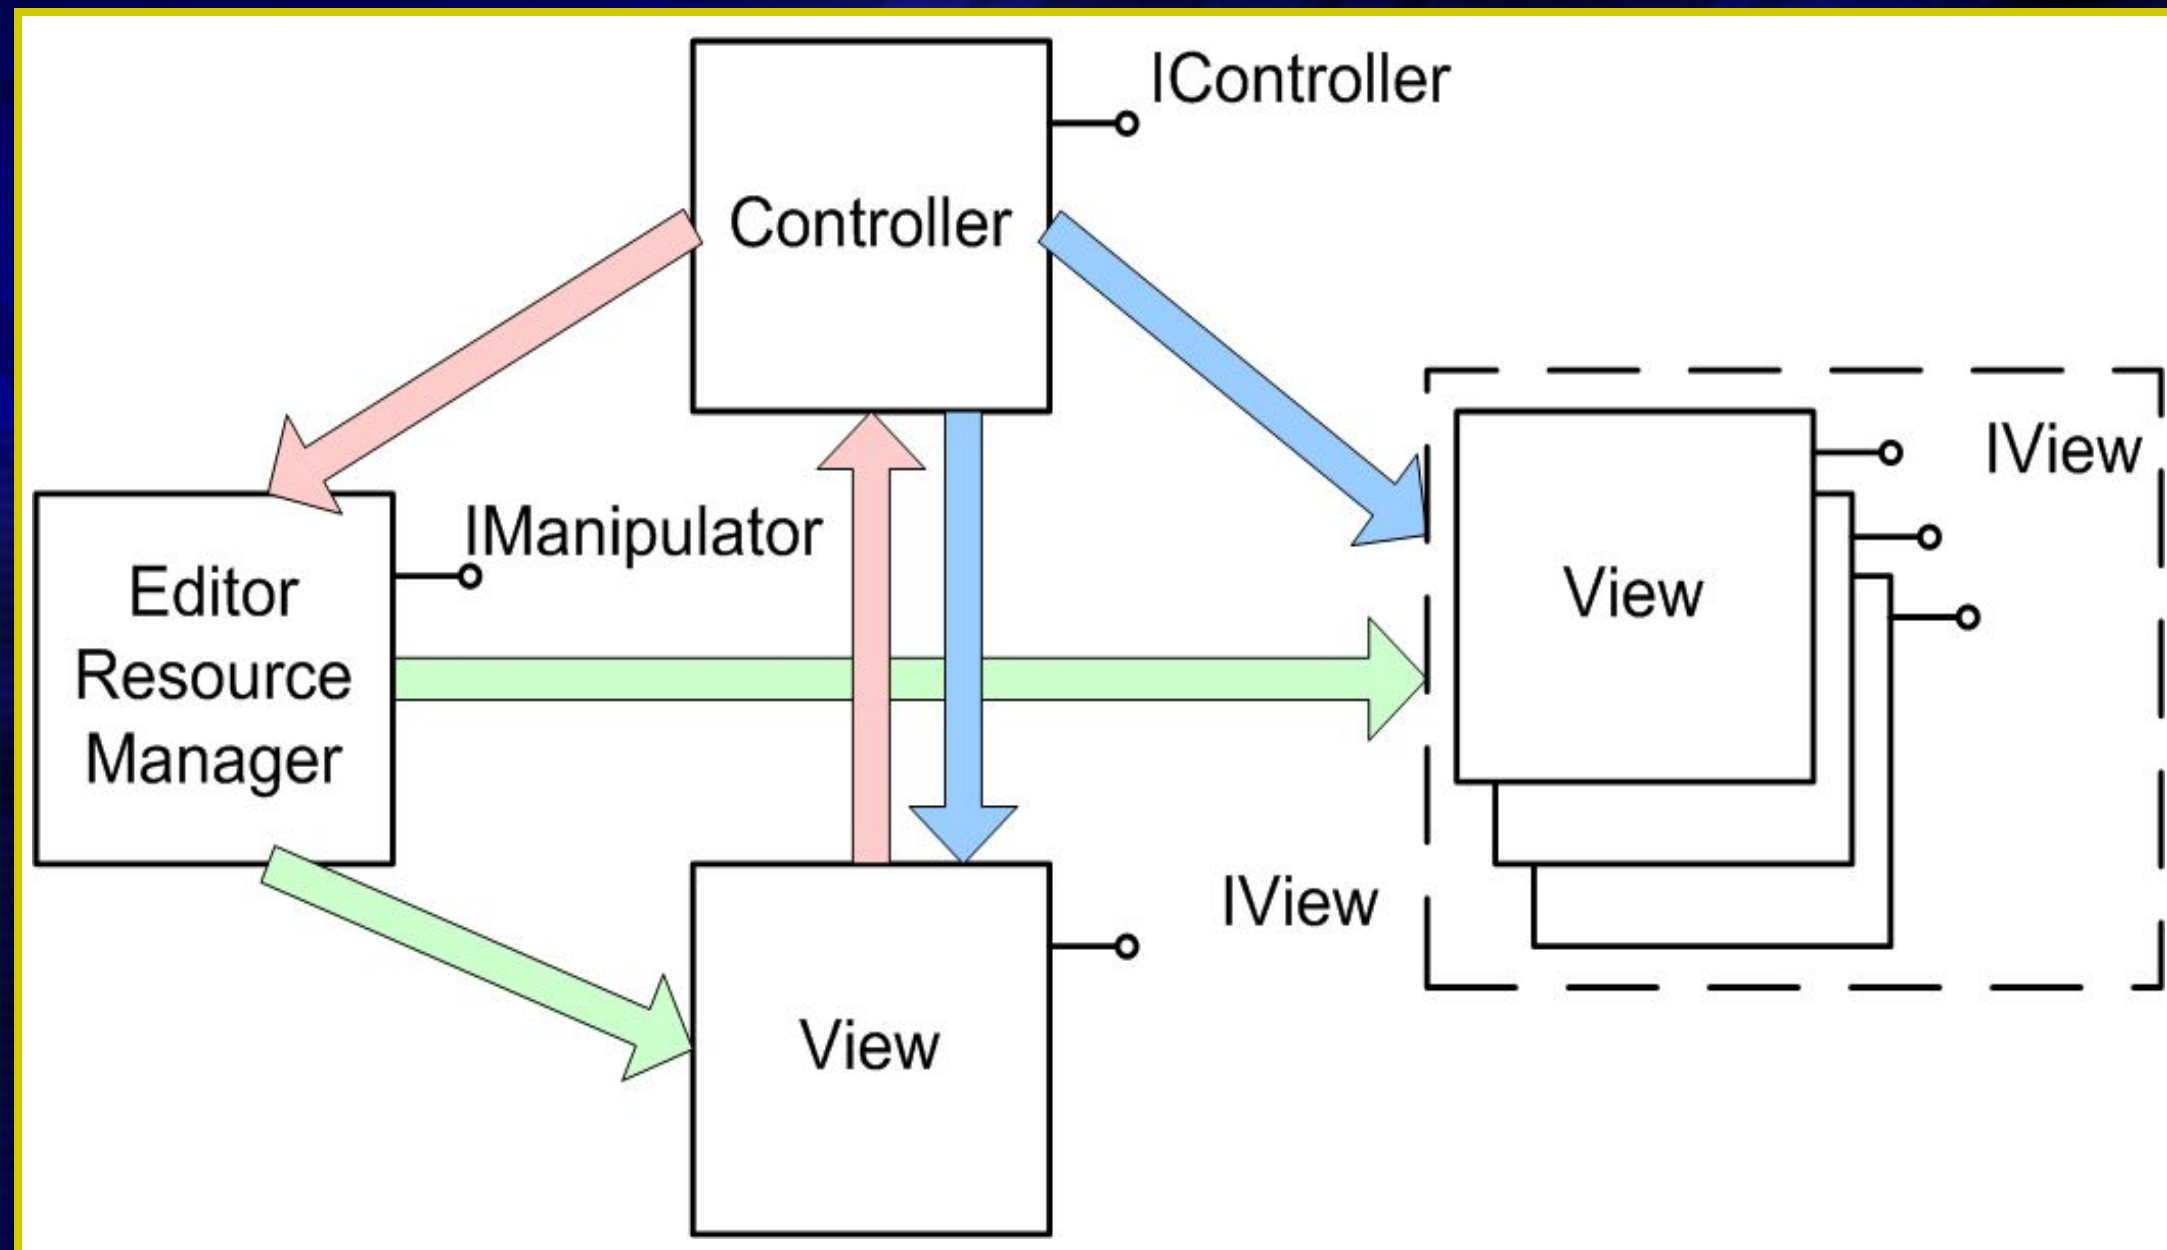 IController
Controller
IView
IManipulator
Editor
Resource
Manager
View
IView
View